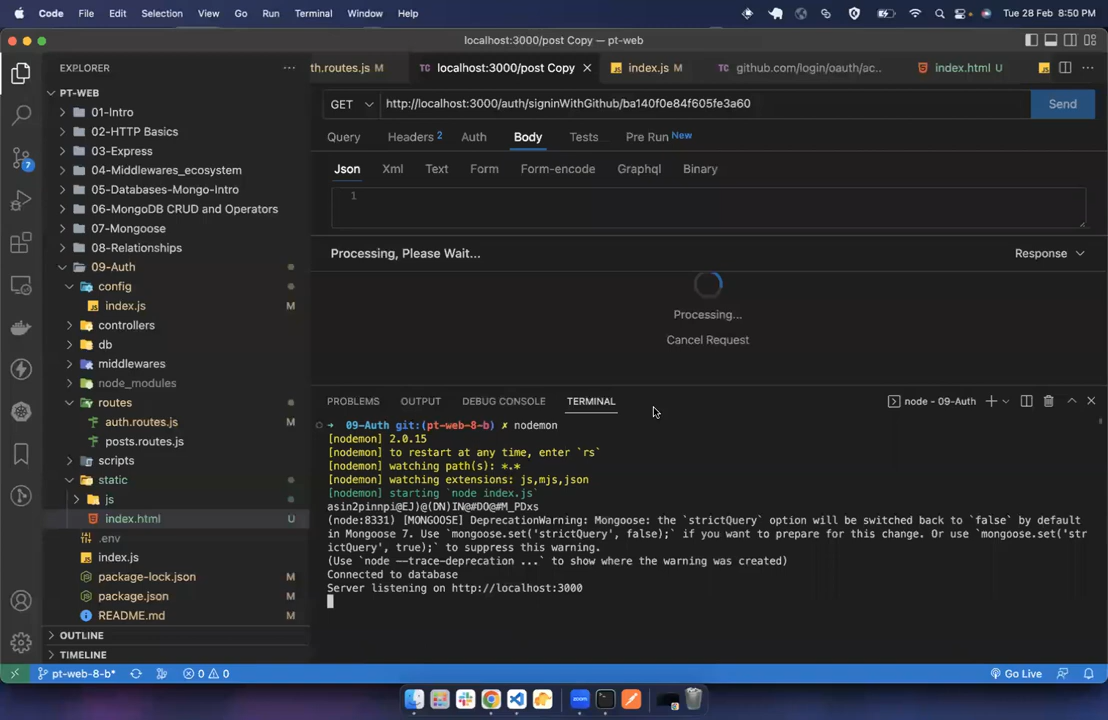 Code File Edit Selection View Go Run Terminal Window Help Tue 28 Feb 8:50 PM
localhost:3000/post Copy — pt-web
EXPLORER
th.routes.js M localhost:3000/post Copy index.js M github.com/login/oauth/ac... index.html U
PT-WEB
01-Intro
02-HTTP Basics
03-Express
04-Middlewares_ecosystem
05-Databases-Mongo-Intro
06-MongoDB CRUD and Operators
07-Mongoose
08-Relationships
09-Auth
config
index.js M
controllers
db
middlewares
node_modules
routes
auth.routes.js M
posts.routes.js M
scripts
static
js
index.html U
.env
index.js
package-lock.json M
package.json M
README.md M
OUTLINE
TIMELINE
7
GET http://localhost:3000/auth/signinWithGithub/ba140f0e84f605fe3a60 Send
Query Headers 2 Auth Body Tests Pre Run New
Json Xml Text Form Form-encode Graphql Binary
1
Processing, Please Wait... Response
Processing...
Cancel Request
PROBLEMS OUTPUT DEBUG CONSOLE TERMINAL node - 09-Auth
→ 09-Auth git:(pt-web-8-b) ✗ nodemon
[nodemon] 2.0.15
[nodemon] to restart at any time, enter `rs`
[nodemon] watching path(s): *.*
[nodemon] watching extensions: js,mjs,json
[nodemon] starting `node index.js`
asin2pinnpi@EJ)@(DN)IN@#DO@#M_PDxs
(node:8331) [MONGOOSE] DeprecationWarning: Mongoose: the `strictQuery` option will be switched back to `false` by default
in Mongoose 7. Use `mongoose.set('strictQuery', false);` if you want to prepare for this change. Or use `mongoose.set('str
ictQuery', true);` to suppress this warning.
(Use `node --trace-deprecation ...` to show where the warning was created)
Connected to database
Server listening on http://localhost:3000
pt-web-8-b* 0 0 Go Live